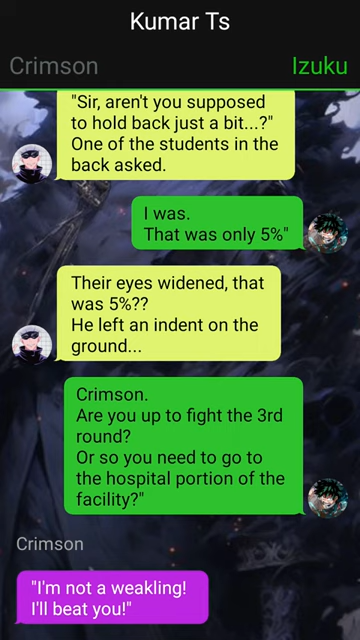 Kumar Ts
Crimson
Izuku
"Sir, aren't you supposed
to hold back just a bit...?"
One of the students in the
back asked.
I was.
That was only 5%"
Their eyes widened, that
was 5%??
He left an indent on the
ground...
Crimson.
Are you up to fight the 3rd
round?
Or so you need to go to
the hospital portion of the
facility?"
Crimson
"I'm not a weakling!
I'll beat you!"